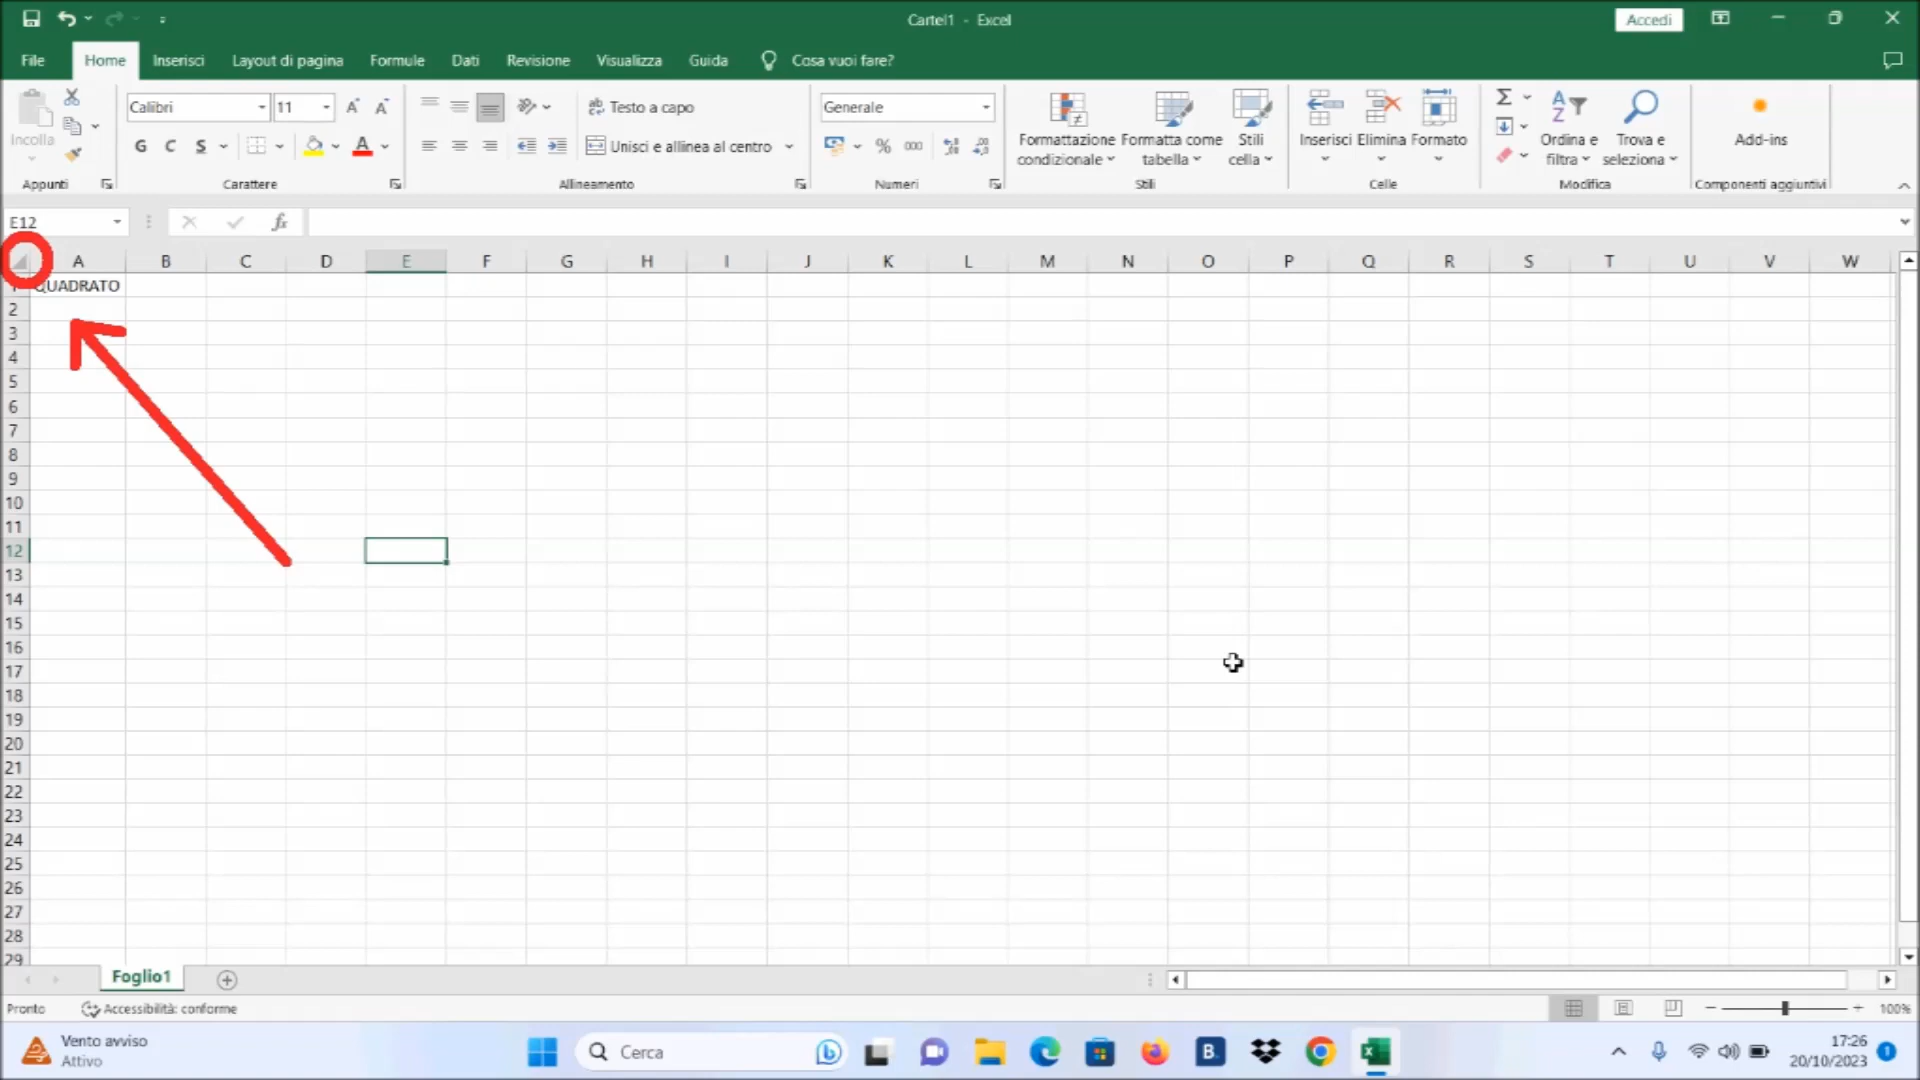 Cartel1 - Excel
Accedi
File Home Inserisci Layout di pagina Formule Dati Revisione Visualizza Guida Cosa vuoi fare?
Incolla
Calibri 11
Testo a capo
Generale
G C S
Unisci e allinea al centro
% 000
Formattazione condizionale
Formatta come tabella
Stili cella
Inserisci Elimina Formato
Ordina e filtra
Trova e seleziona
Add-ins
Appunti Carattere Allineamento Numeri Stili Celle Modifica Componenti aggiuntivi
E12 fx
A B C D E F G H I J K L M N O P Q R S T U V W
1 QUADRATO
2
3
4
5
6
7
8
9
10
11
12
13
14
15
16
17
18
19
20
21
22
23
24
25
26
27
28
29
Foglio1
Pronto Accessibilità: conforme 100%
Vento avviso
Attivo
Cerca
17:26
20/10/2023
1